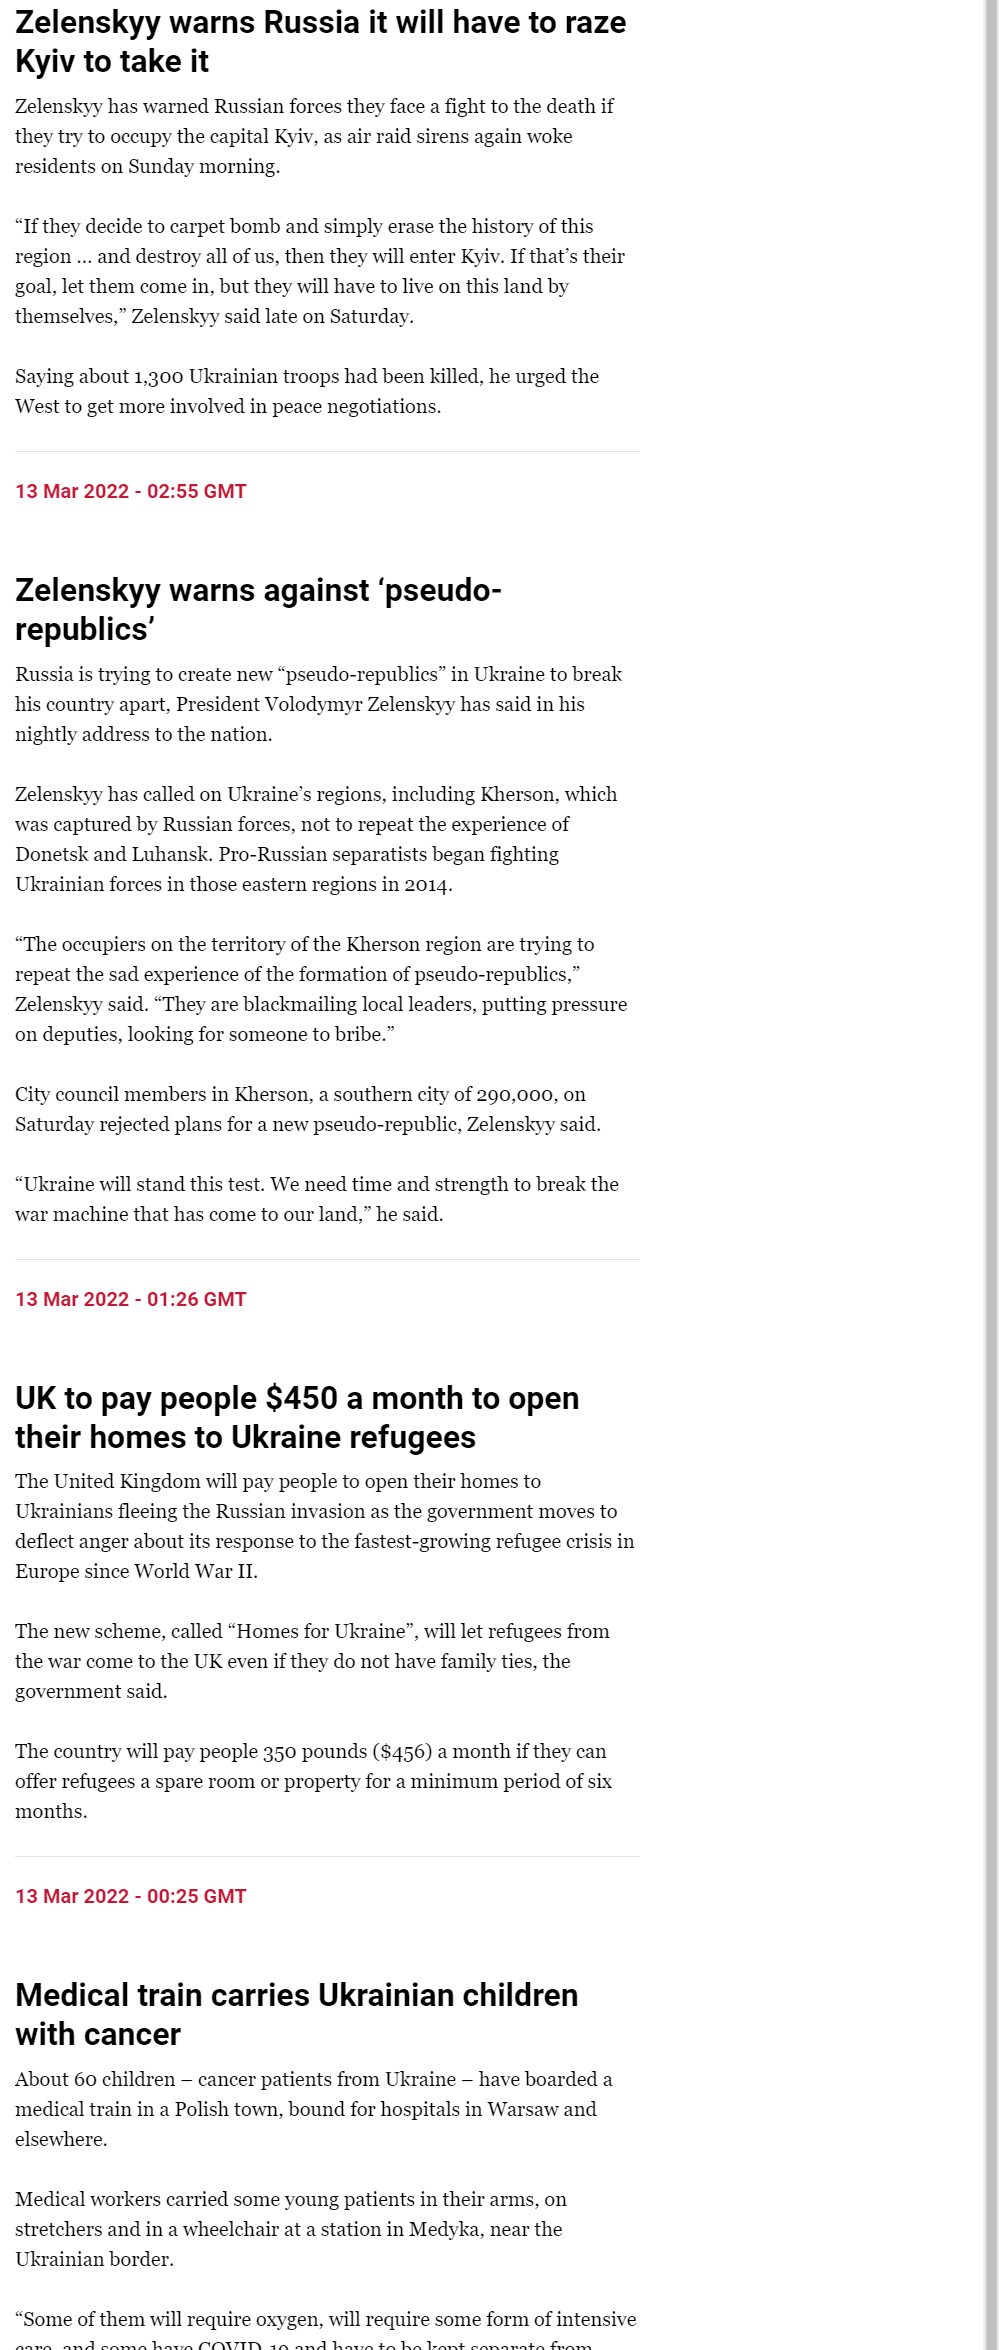 Zelenskyy warns Russia it will have to raze
Kyiv to take it
Zelenskyy has warned Russian forces they face a fight to the death if
they try to occupy the capital Kyiv, as air raid sirens again woke
residents on Sunday morning.
“If they decide to carpet bomb and simply erase the history of this
region … and destroy all of us, then they will enter Kyiv. If that’s their
goal, let them come in, but they will have to live on this land by
themselves,” Zelenskyy said late on Saturday.
Saying about 1,300 Ukrainian troops had been killed, he urged the
West to get more involved in peace negotiations.
13 Mar 2022 - 02:55 GMT
Zelenskyy warns against ‘pseudo-
republics’
Russia is trying to create new “pseudo-republics” in Ukraine to break
his country apart, President Volodymyr Zelenskyy has said in his
nightly address to the nation.
Zelenskyy has called on Ukraine’s regions, including Kherson, which
was captured by Russian forces, not to repeat the experience of
Donetsk and Luhansk. Pro-Russian separatists began fighting
Ukrainian forces in those eastern regions in 2014.
“The occupiers on the territory of the Kherson region are trying to
repeat the sad experience of the formation of pseudo-republics,”
Zelenskyy said. “They are blackmailing local leaders, putting pressure
on deputies, looking for someone to bribe.”
City council members in Kherson, a southern city of 290,000, on
Saturday rejected plans for a new pseudo-republic, Zelenskyy said.
“Ukraine will stand this test. We need time and strength to break the
war machine that has come to our land,” he said.
13 Mar 2022 - 01:26 GMT
UK to pay people $450 a month to open
their homes to Ukraine refugees
The United Kingdom will pay people to open their homes to
Ukrainians fleeing the Russian invasion as the government moves to
deflect anger about its response to the fastest-growing refugee crisis in
Europe since World War II.
The new scheme, called “Homes for Ukraine”, will let refugees from
the war come to the UK even if they do not have family ties, the
government said.
The country will pay people 350 pounds ($456) a month if they can
offer refugees a spare room or property for a minimum period of six
months.
13 Mar 2022 - 00:25 GMT
Medical train carries Ukrainian children
with cancer
About 60 children – cancer patients from Ukraine – have boarded a
medical train in a Polish town, bound for hospitals in Warsaw and
elsewhere.
Medical workers carried some young patients in their arms, on
stretchers and in a wheelchair at a station in Medyka, near the
Ukrainian border.
“Some of them will require oxygen, will require some form of intensive
care, and some have COVID-19 and have to be kept separate from